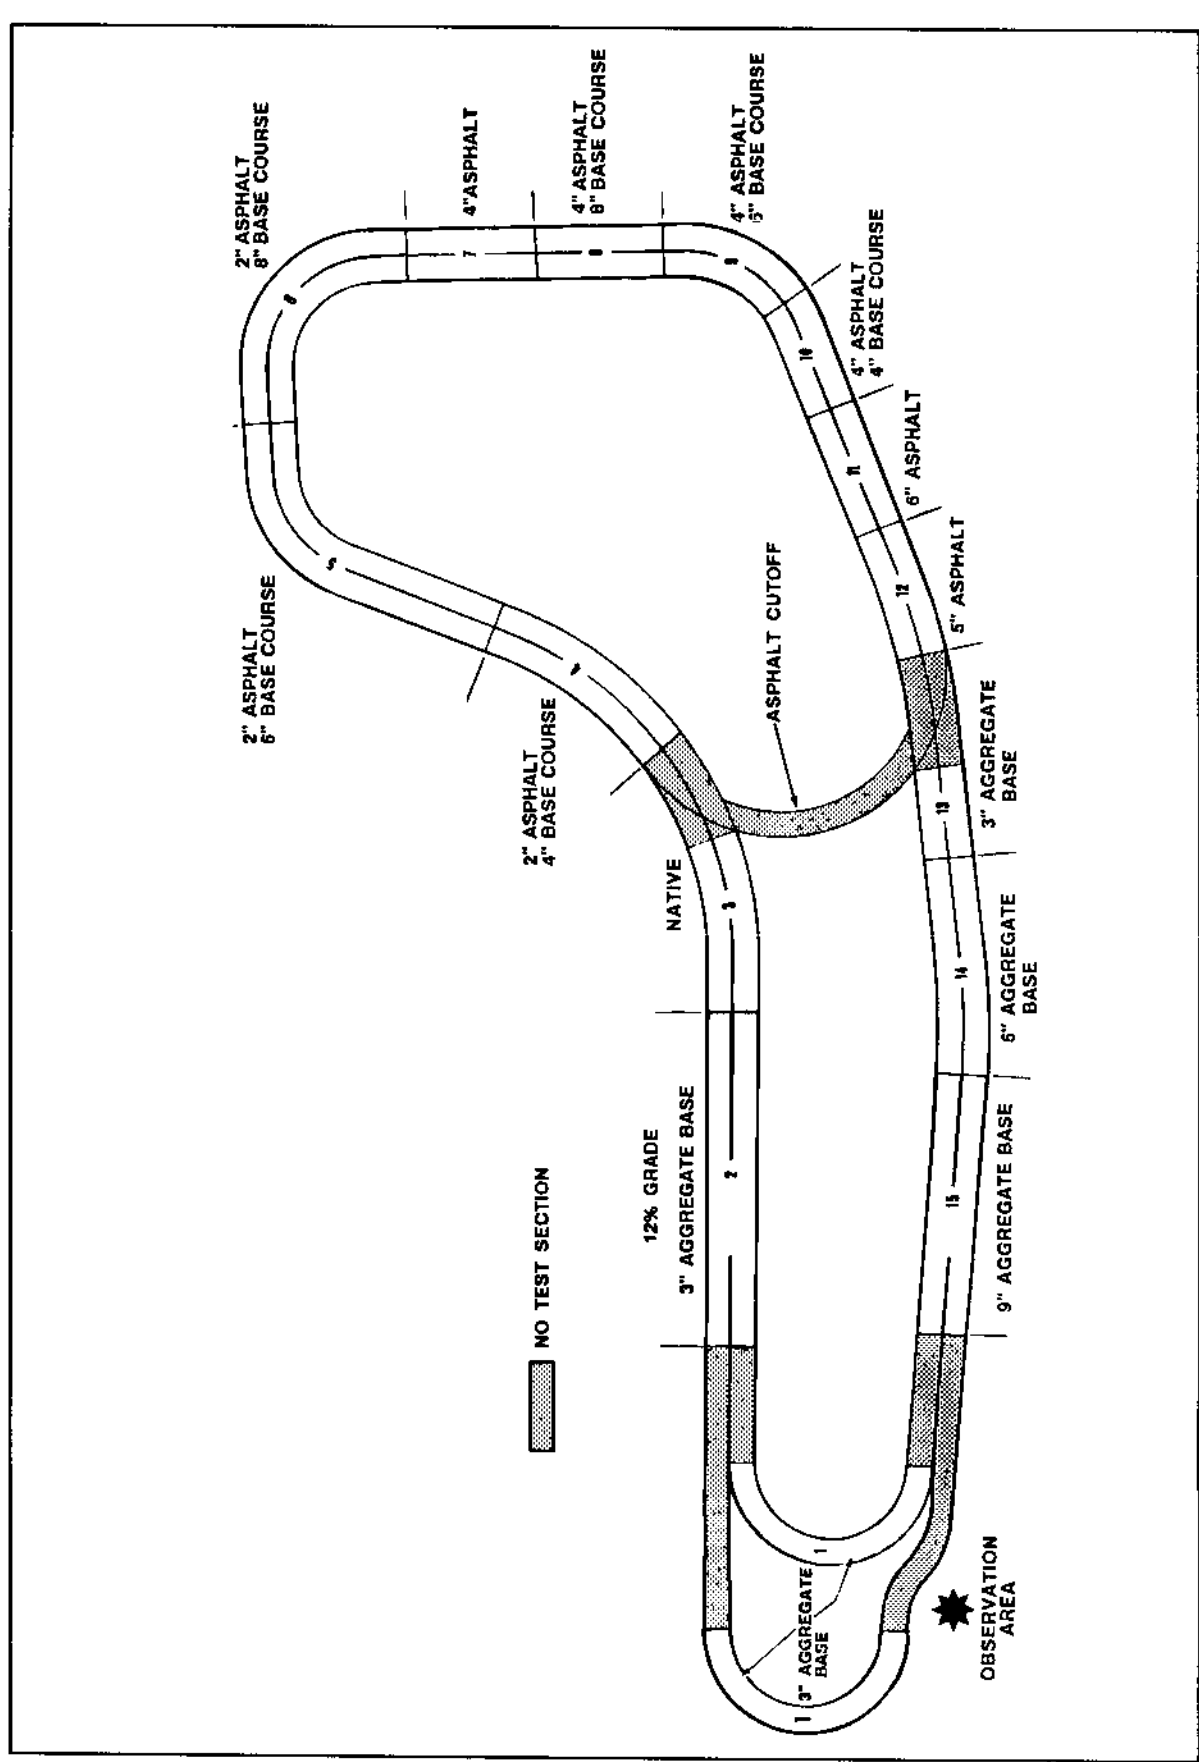 2" ASPHALT
8" BASE COURSE
4" ASPHALT
4" ASPHALT
8" BASE COURSE
4" ASPHALT
6" BASE COURSE
4" ASPHALT
4" BASE COURSE
6" ASPHALT
5" ASPHALT
3" AGGREGATE
BASE
6" AGGREGATE
BASE
9" AGGREGATE BASE
OBSERVATION
AREA
3" AGGREGATE
BASE
12% GRADE
3" AGGREGATE BASE
NATIVE
2" ASPHALT
4" BASE COURSE
2" ASPHALT
6" BASE COURSE
ASPHALT CUTOFF
NO TEST SECTION
1
1
2
3
4
5
7
9
10
11
12
13
14
15